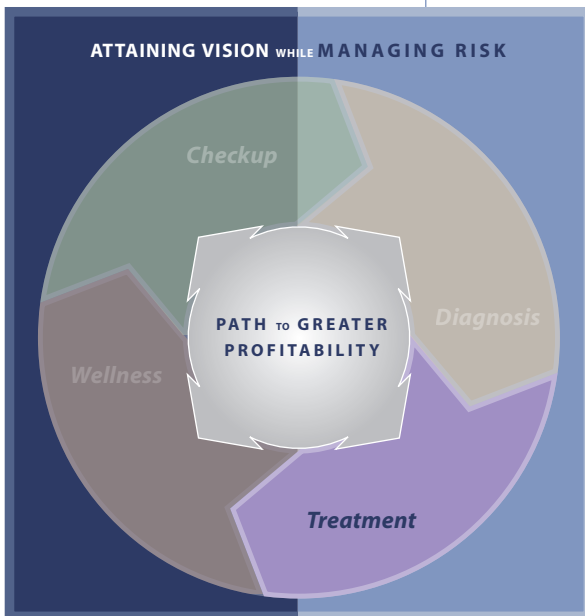 ATTAINING VISION WHILE MANAGING RISK
Checkup
Diagnosis
PATH TO GREATER
PROFITABILITY
Wellness
Treatment